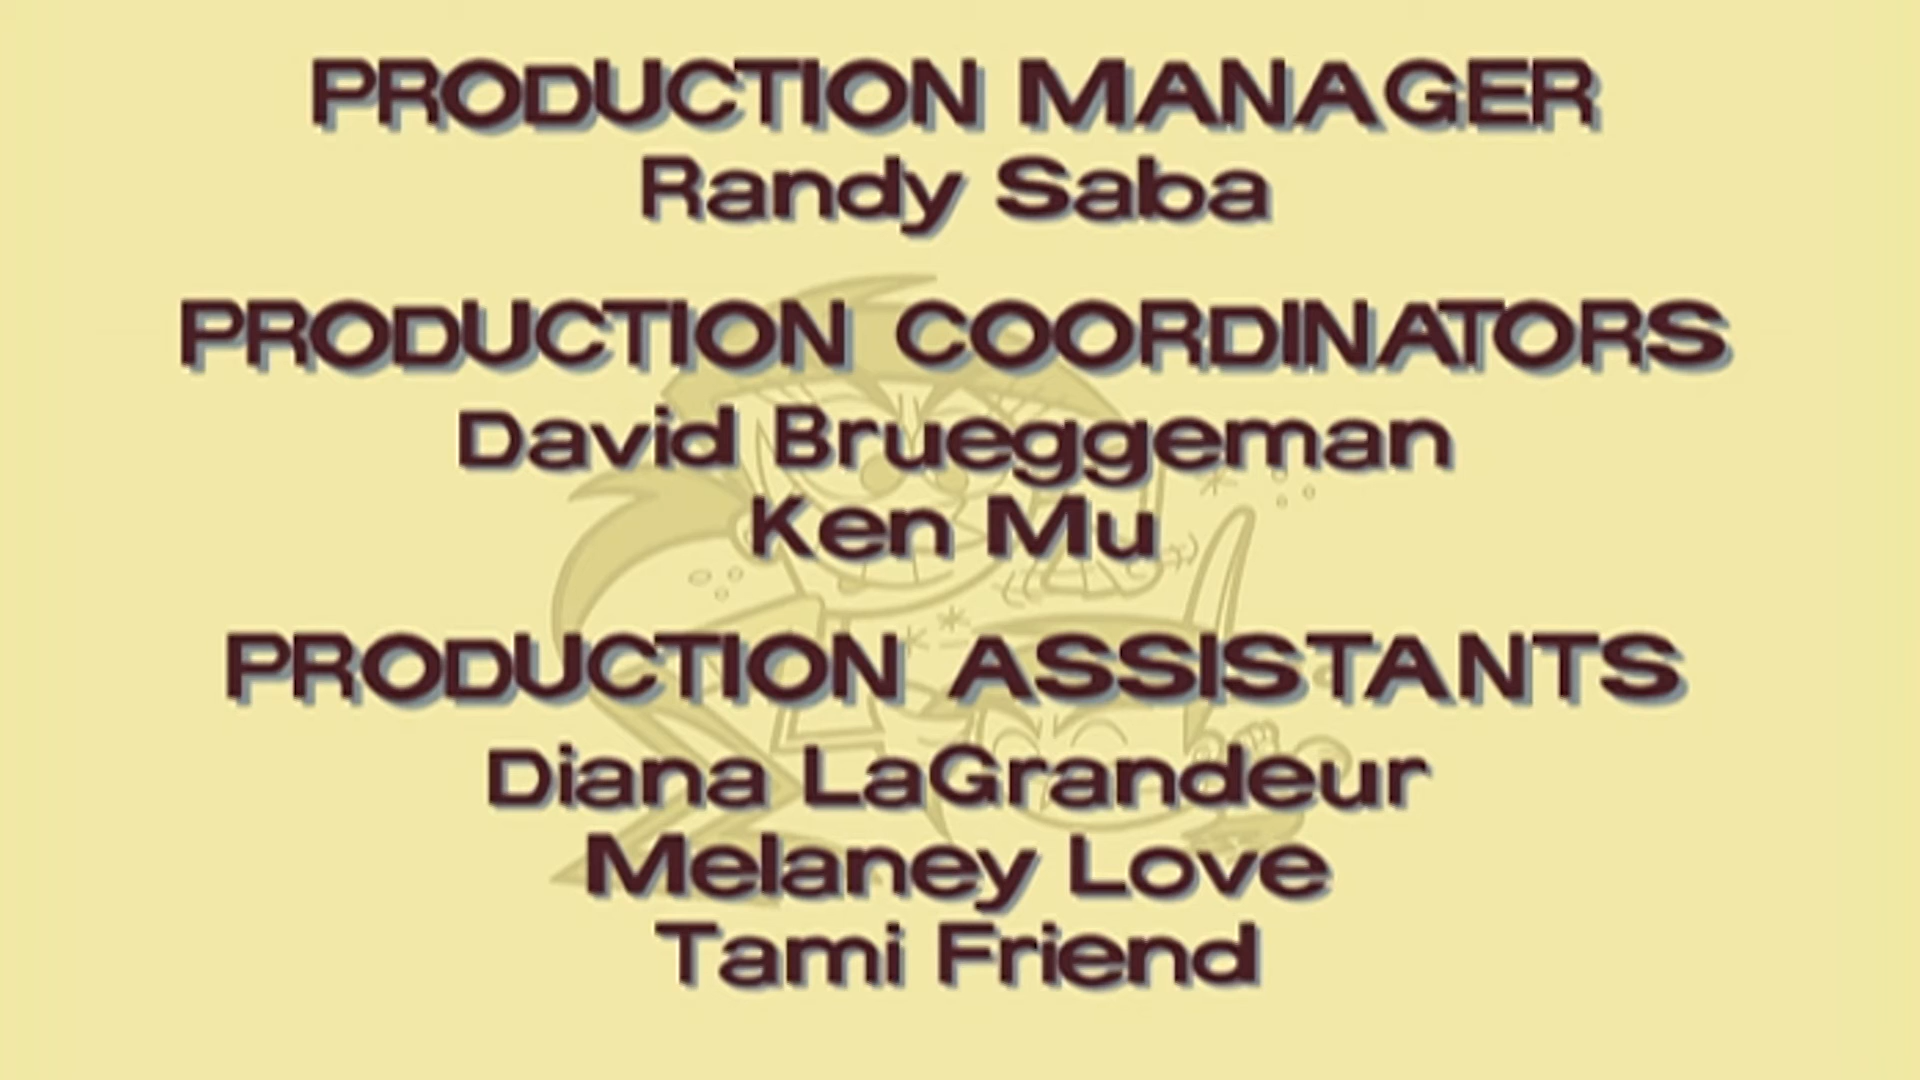 PRODUCTION MANAGER
Randy Saba
PRODUCTION COORDINATORS
David Brueggeman
Ken Mu
PRODUCTION ASSISTANTS
Diana LaGrandeur
Melaney Love
Tami Friend